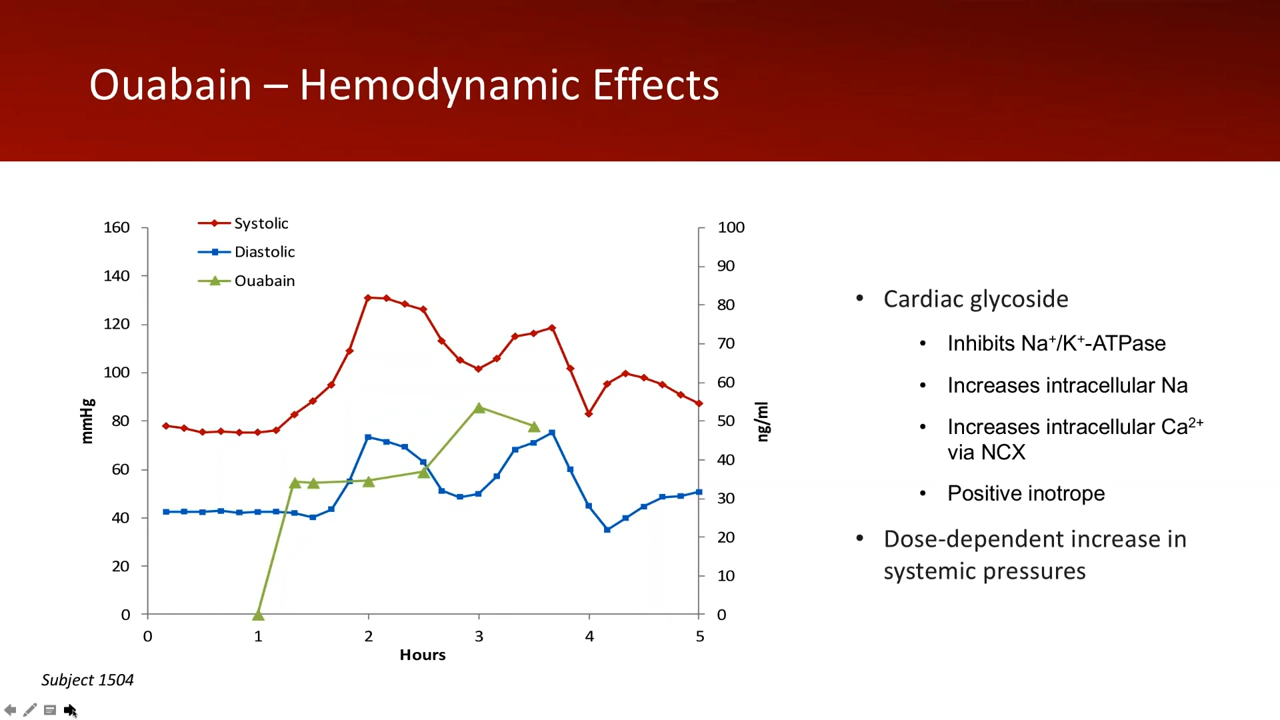 Ouabain – Hemodynamic Effects
Systolic
Diastolic
Ouabain
160
140
120
100
80
60
40
20
0
mmHg
100
90
80
70
60
50
40
30
20
10
0
ng/ml
0 1 2 3 4 5
Hours
• Cardiac glycoside
• Inhibits Na⁺/K⁺-ATPase
• Increases intracellular Na
• Increases intracellular Ca²⁺
via NCX
• Positive inotrope
• Dose-dependent increase in
systemic pressures
Subject 1504